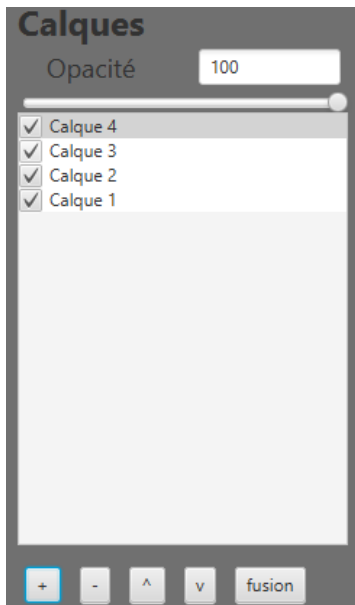 Calques
Opacité 100
Calque 4
Calque 3
Calque 2
Calque 1
+ - ^ v fusion